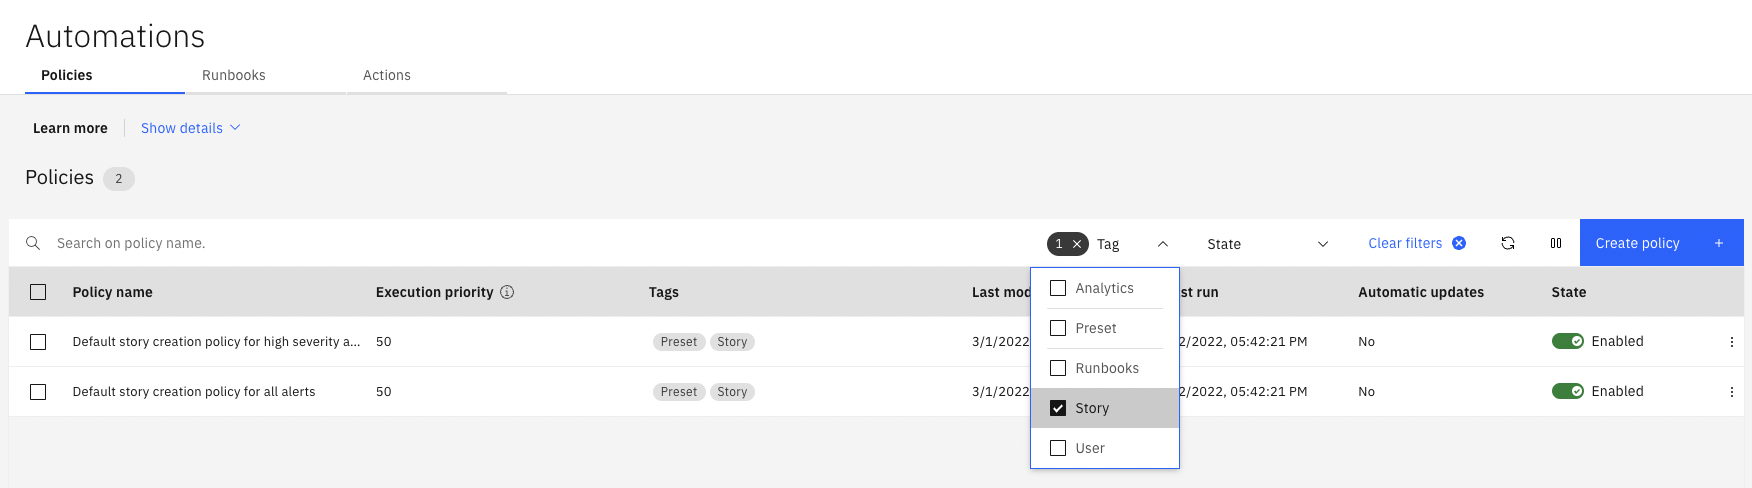 Automations
Policies Runbooks Actions
Learn more Show details
Policies 2
Search on policy name. 1 Tag State Clear filters Create policy +
Policy name Execution priority Tags Last mod st run Automatic updates State
Default story creation policy for high severity a... 50 Preset Story 3/1/2022 2/2022, 05:42:21 PM No Enabled
Default story creation policy for all alerts 50 Preset Story 3/1/2022 2/2022, 05:42:21 PM No Enabled
Analytics
Preset
Runbooks
Story
User